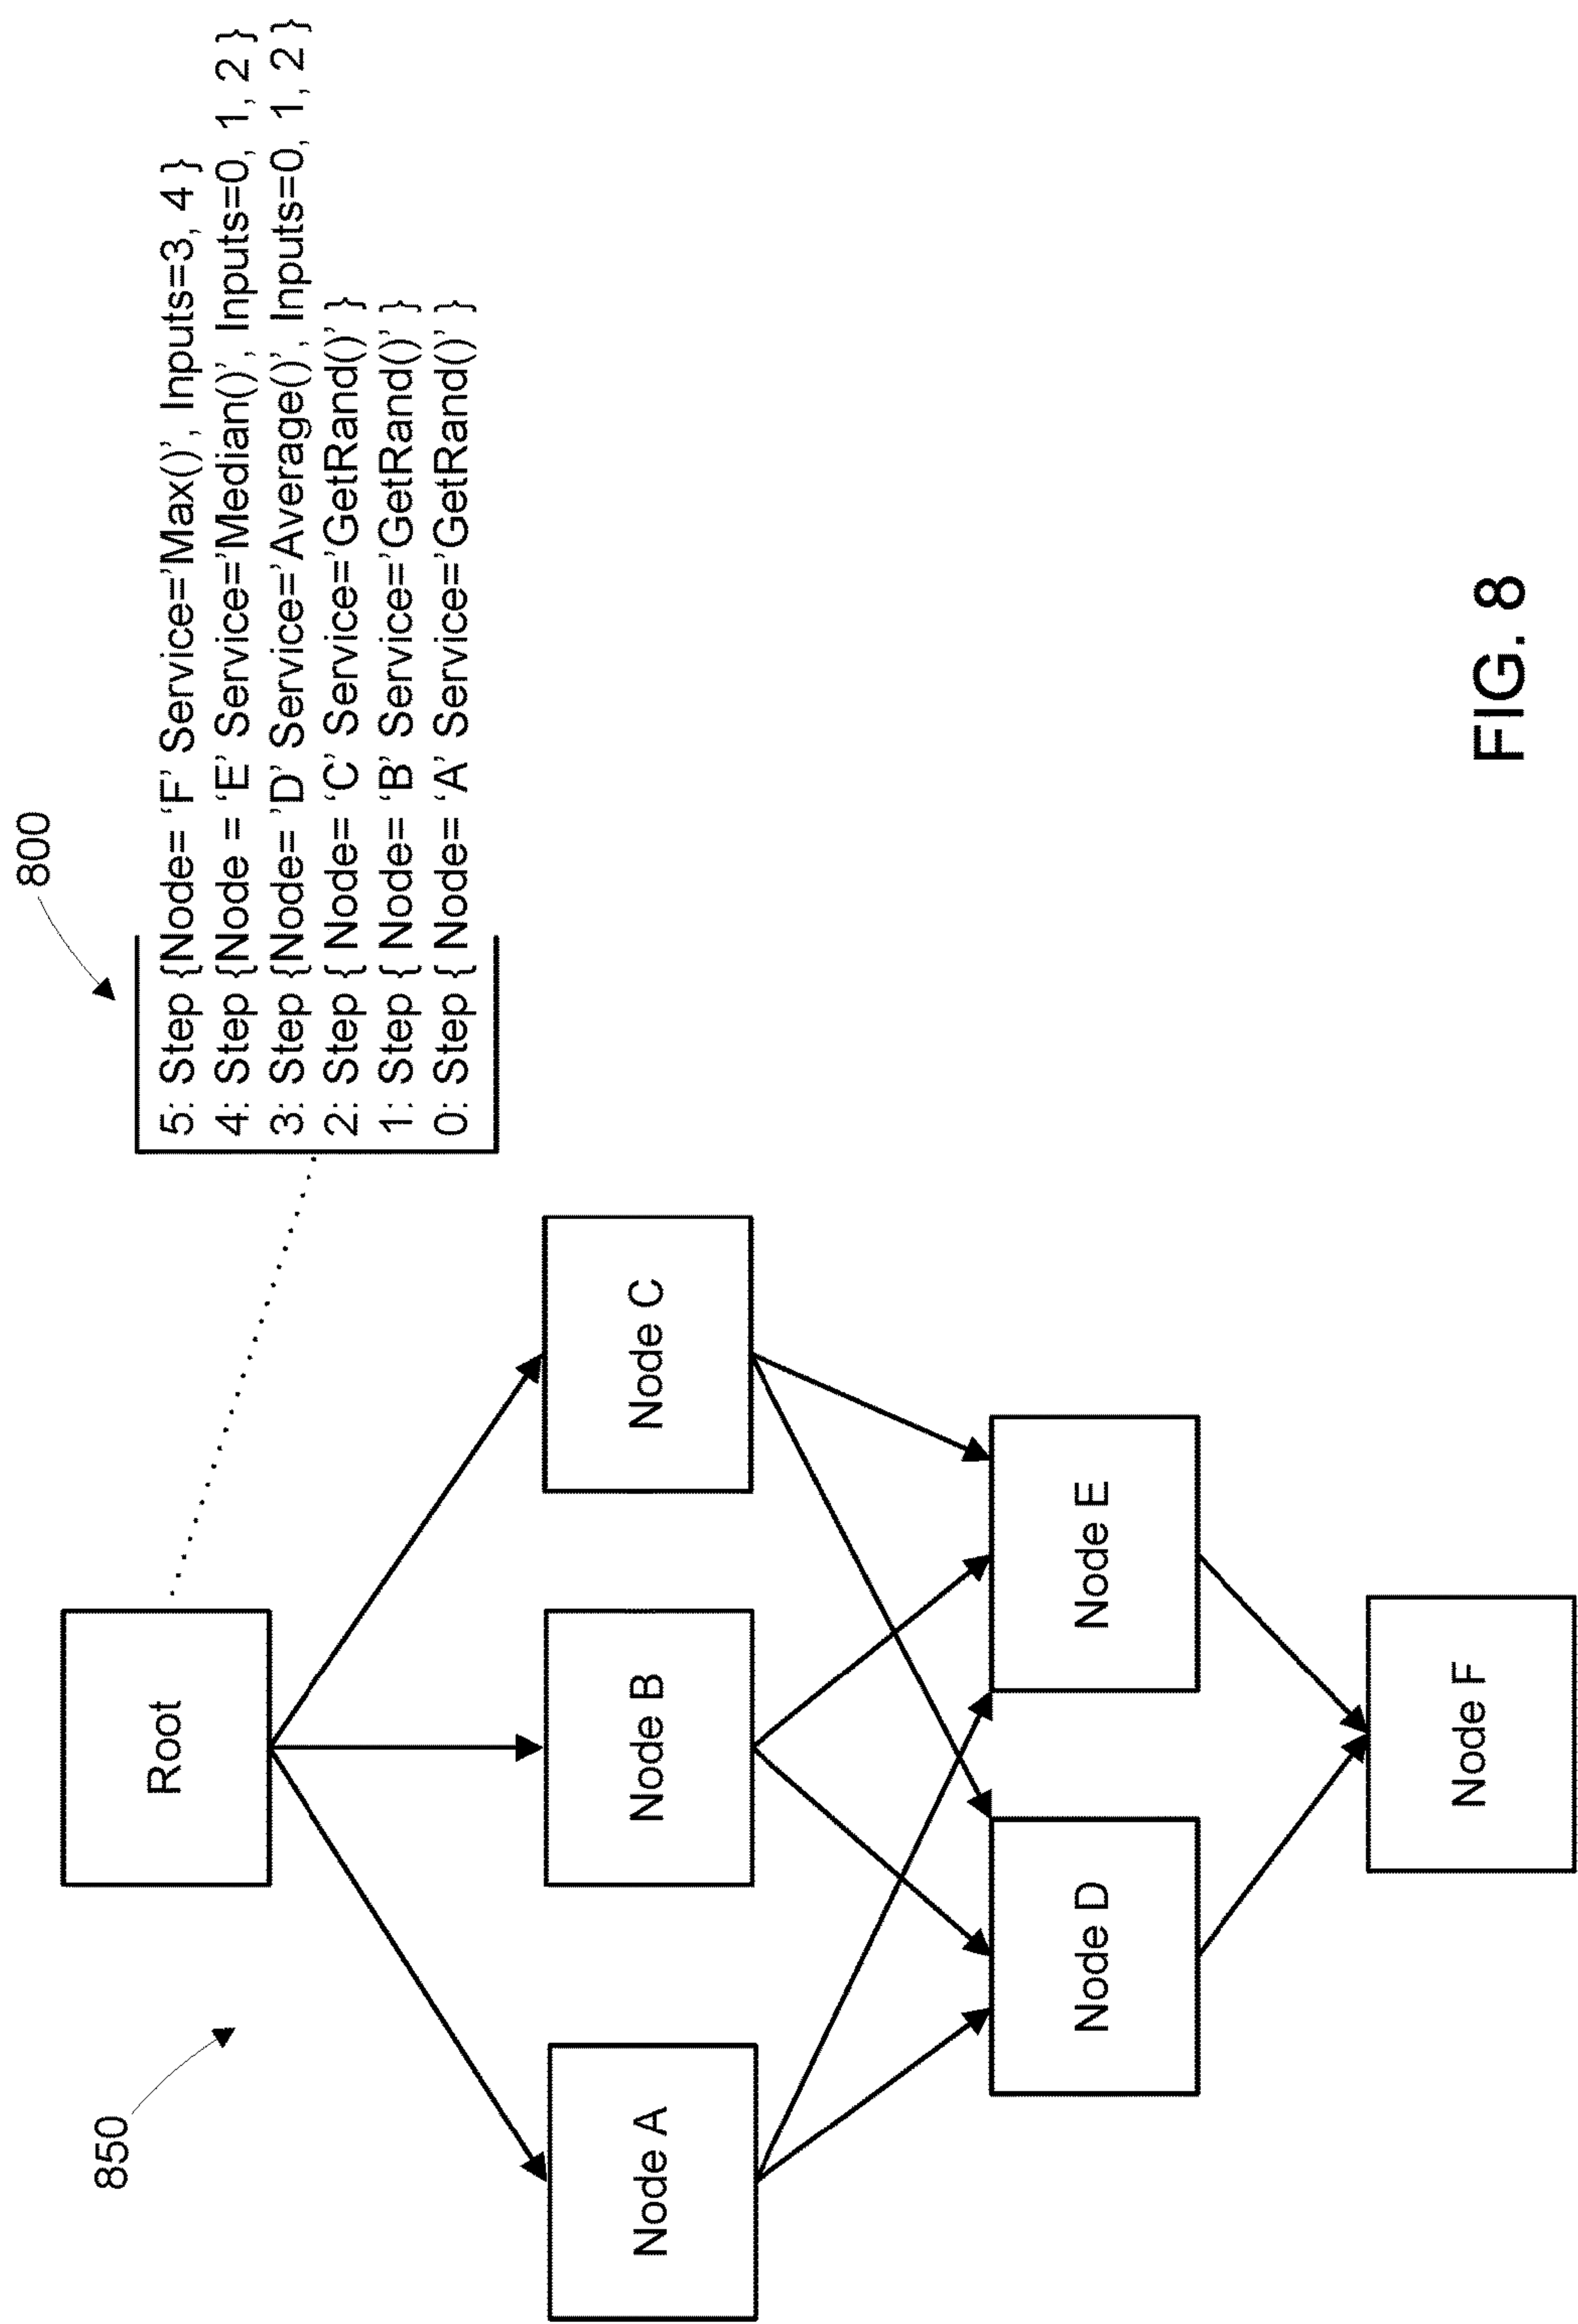 800
5: Step {Node= ‘F’ Service=’Max()’, Inputs=3, 4 }
4: Step {Node = ‘E’ Service=’Median()’, Inputs=0, 1, 2 }
3: Step {Node= ’D’ Service=’Average()’, Inputs=0, 1, 2 }
2: Step { Node= ‘C’ Service=’GetRand()’ }
1: Step { Node= ‘B’ Service=’GetRand()’ }
0: Step { Node= ‘A’ Service=’GetRand()’ }
850
Root
Node A
Node B
Node C
Node D
Node E
Node F
FIG. 8